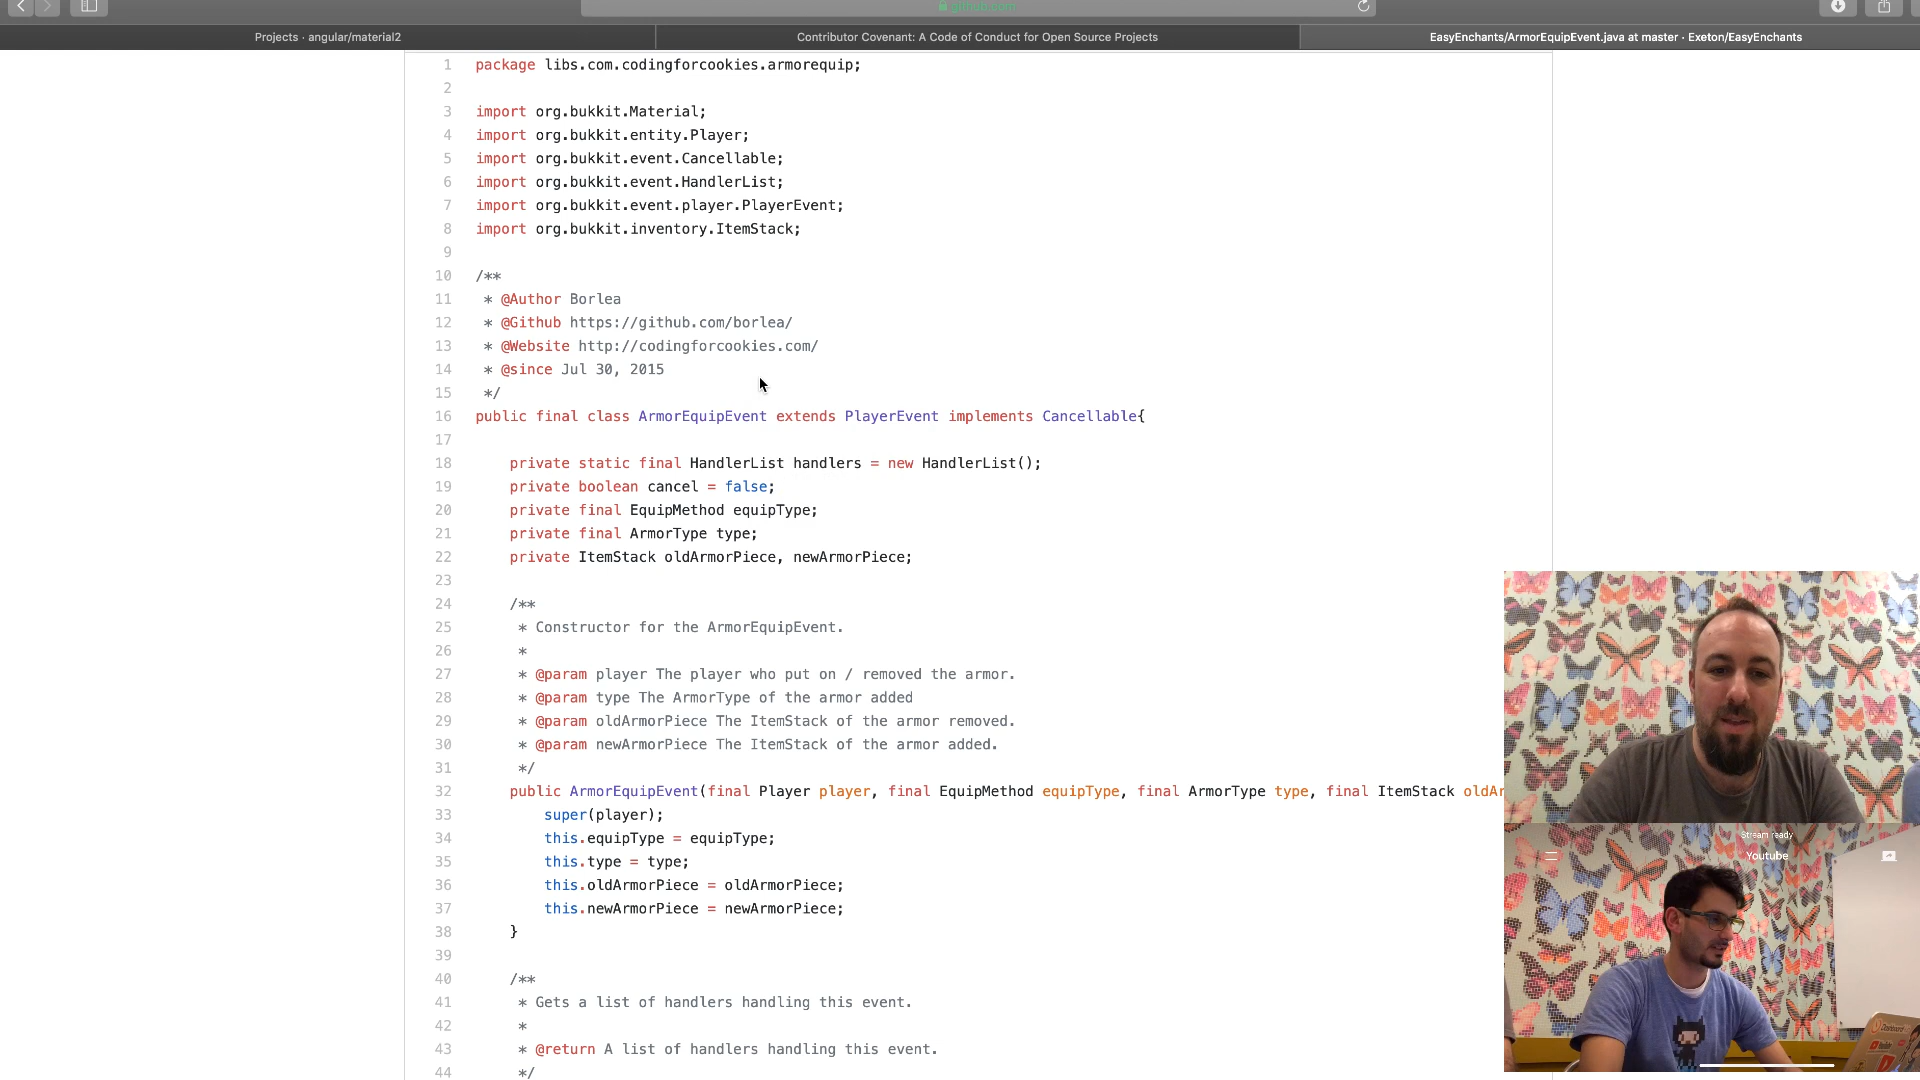 github.com
Projects · angular/material2
Contributor Covenant: A Code of Conduct for Open Source Projects
EasyEnchants/ArmorEquipEvent.java at master · Exeton/EasyEnchants
1 package libs.com.codingforcookies.armorequip;
2
3 import org.bukkit.Material;
4 import org.bukkit.entity.Player;
5 import org.bukkit.event.Cancellable;
6 import org.bukkit.event.HandlerList;
7 import org.bukkit.event.player.PlayerEvent;
8 import org.bukkit.inventory.ItemStack;
9
10 /**
11 * @Author Borlea
12 * @Github https://github.com/borlea/
13 * @Website http://codingforcookies.com/
14 * @since Jul 30, 2015
15 */
16 public final class ArmorEquipEvent extends PlayerEvent implements Cancellable{
17
18 private static final HandlerList handlers = new HandlerList();
19 private boolean cancel = false;
20 private final EquipMethod equipType;
21 private final ArmorType type;
22 private ItemStack oldArmorPiece, newArmorPiece;
23
24 /**
25 * Constructor for the ArmorEquipEvent.
26 *
27 * @param player The player who put on / removed the armor.
28 * @param type The ArmorType of the armor added
29 * @param oldArmorPiece The ItemStack of the armor removed.
30 * @param newArmorPiece The ItemStack of the armor added.
31 */
32 public ArmorEquipEvent(final Player player, final EquipMethod equipType, final ArmorType type, final ItemStack oldAr
33 super(player);
34 this.equipType = equipType;
35 this.type = type;
36 this.oldArmorPiece = oldArmorPiece;
37 this.newArmorPiece = newArmorPiece;
38 }
39
40 /**
41 * Gets a list of handlers handling this event.
42 *
43 * @return A list of handlers handling this event.
44 */
Stream ready
Youtube